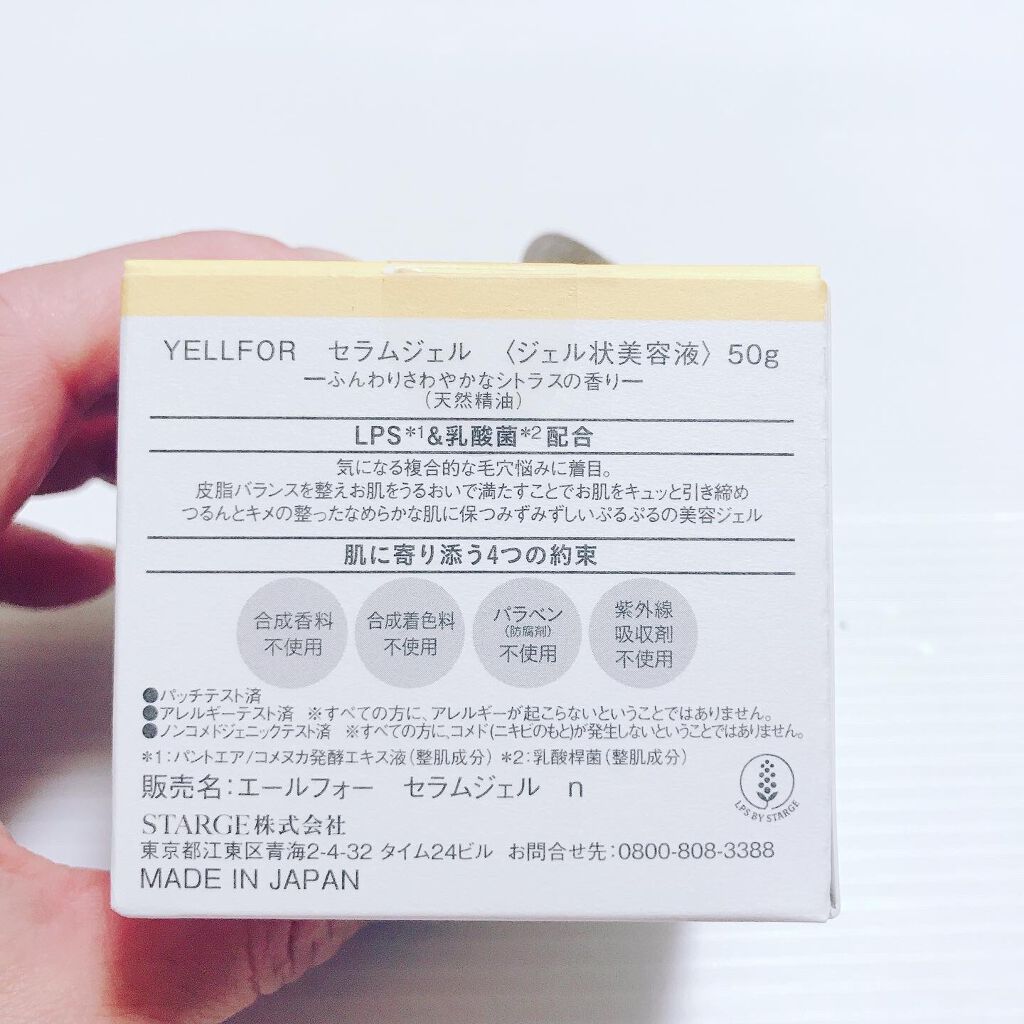 YELLFOR セラムジェル 〈ジェル状美容液〉 50g
ーふんわりさわやかなシトラスの香りー
(天然精油)
LPS*1&乳酸菌*2配合
気になる複合的な毛穴悩みに着目。
皮脂バランスを整えお肌をうるおいで満たすことでお肌をキュッと引き締め
つるんとキメの整ったなめらかな肌に保つみずみずしいぷるぷるの美容ジェル
肌に寄り添う4つの約束
合成香料
不使用
合成着色料
不使用
パラベン
(防腐剤)
不使用
紫外線
吸収剤
不使用
●パッチテスト済
●アレルギーテスト済 ※すべての方に、アレルギーが起こらないということではありません。
●ノンコメドジェニックテスト済 ※すべての方に、コメド(ニキビのもと)が発生しないということではありません。
*1:パントエア/コメヌカ発酵エキス液(整肌成分) *2:乳酸桿菌(整肌成分)
販売名:エールフォー セラムジェル n
STARGE株式会社
東京都江東区青海2-4-32 タイム24ビル お問合せ先:0800-808-3388
MADE IN JAPAN
LPS BY STARGE